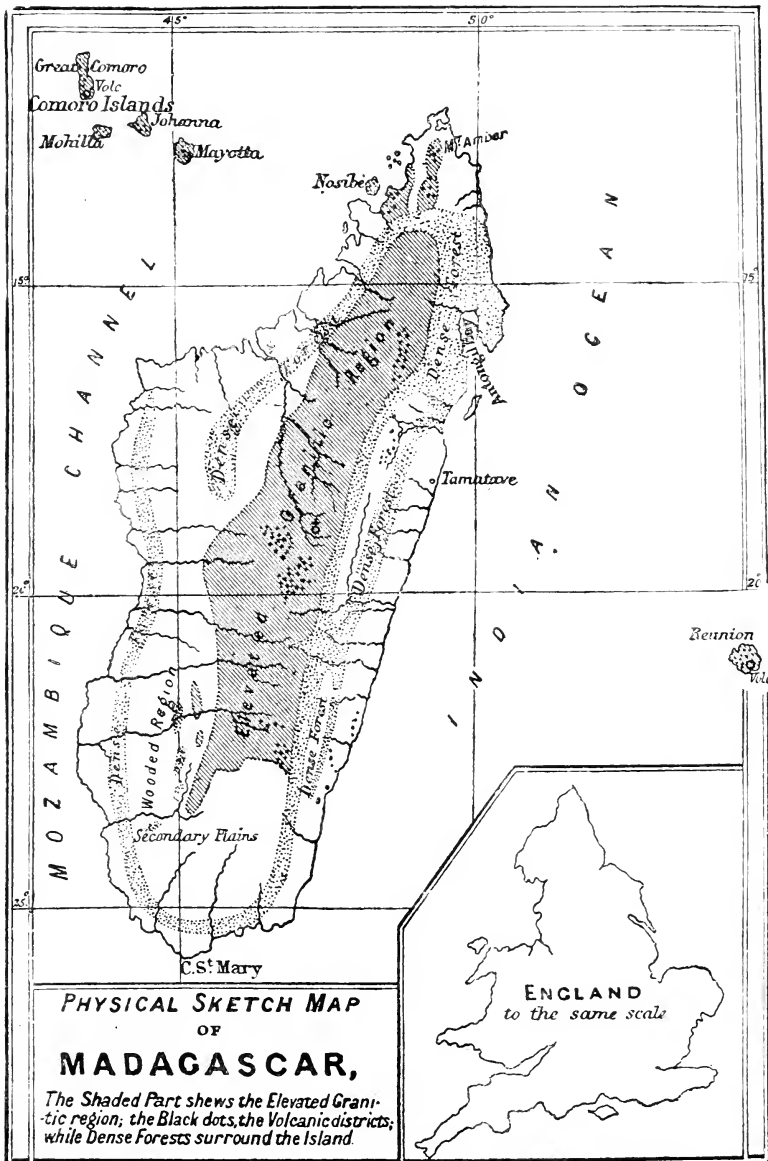 45°
50°
Great Comoro
Volc
Comoro Islands
Johanna
Mohilla
Mayotta
Mt Amber
Nosibé
15°
15°
MOZAMBIQUE CHANNEL
INDIAN OCEAN
Dense Forest
Dense
Antongil Bay
Elevated Granitic Region
Dense
Tamatave
Dense Forest
20°
Reunion
Volc
Dense
Wooded Region
Dense Forest
Secondary Plains
25°
C. St. Mary
PHYSICAL SKETCH MAP
OF
MADAGASCAR,
The Shaded Part shews the Elevated Grani-
-tic region; the Black dots, the Volcanic districts;
while Dense Forests surround the Island.
ENGLAND
to the same scale